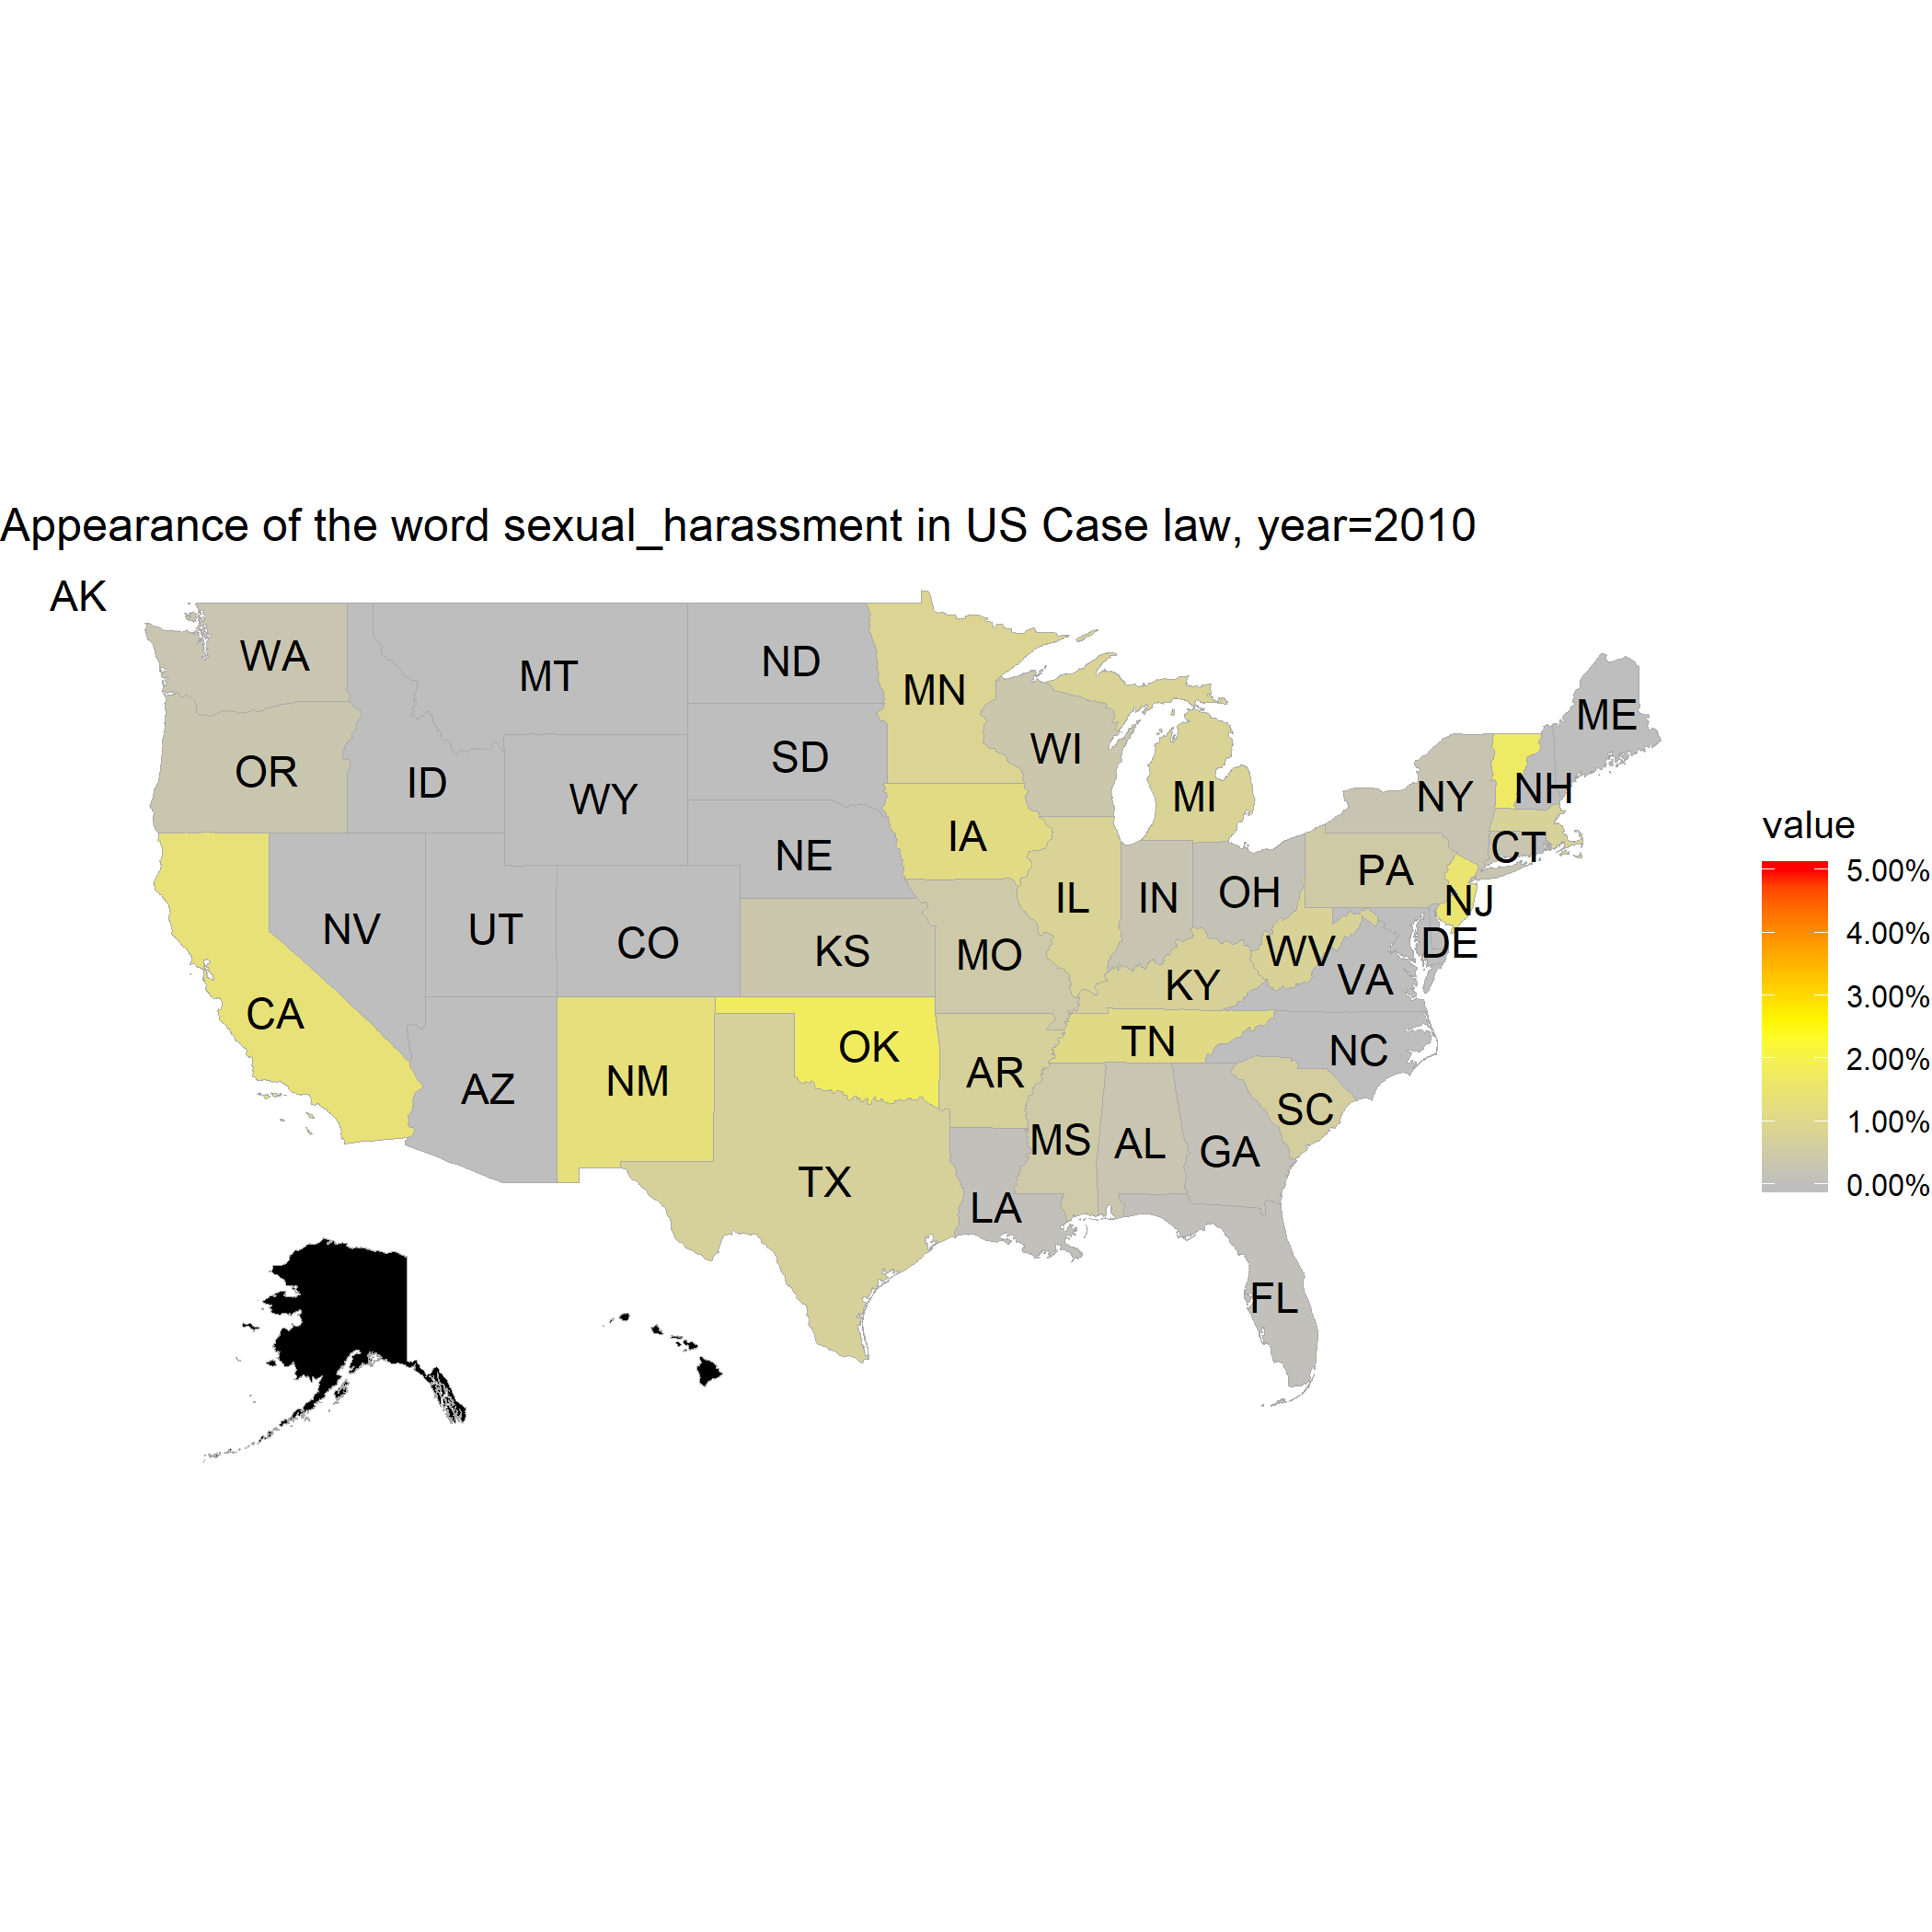 Appearance of the word sexual_harassment in US Case law, year=2010
AK
WA
MT
ND
MN
OR
ID
WY
SD
WI
MI
NY
NH
ME
NE
IA
IL
IN
OH
PA
CT
NJ
NV
UT
CO
KS
MO
KY
WV
VA
DE
CA
AZ
NM
OK
AR
TN
NC
SC
TX
LA
MS
AL
GA
FL
value
5.00%
4.00%
3.00%
2.00%
1.00%
0.00%